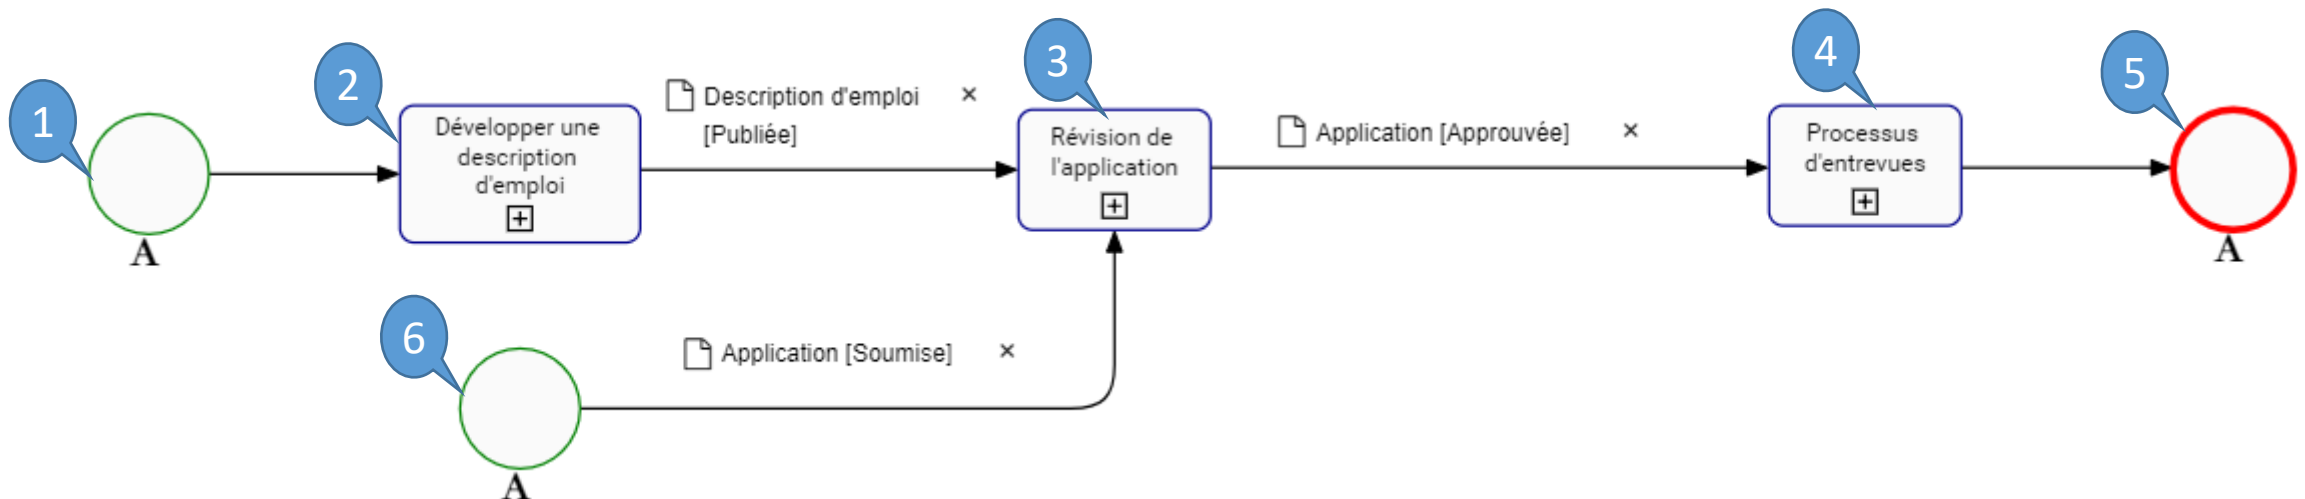 1
A
2
Développer une
description
d'emploi
Description d'emploi
[Publiée]
3
Révision de
l'application
Application [Approuvée]
4
Processus
d'entrevues
5
A
6
A
Application [Soumise]